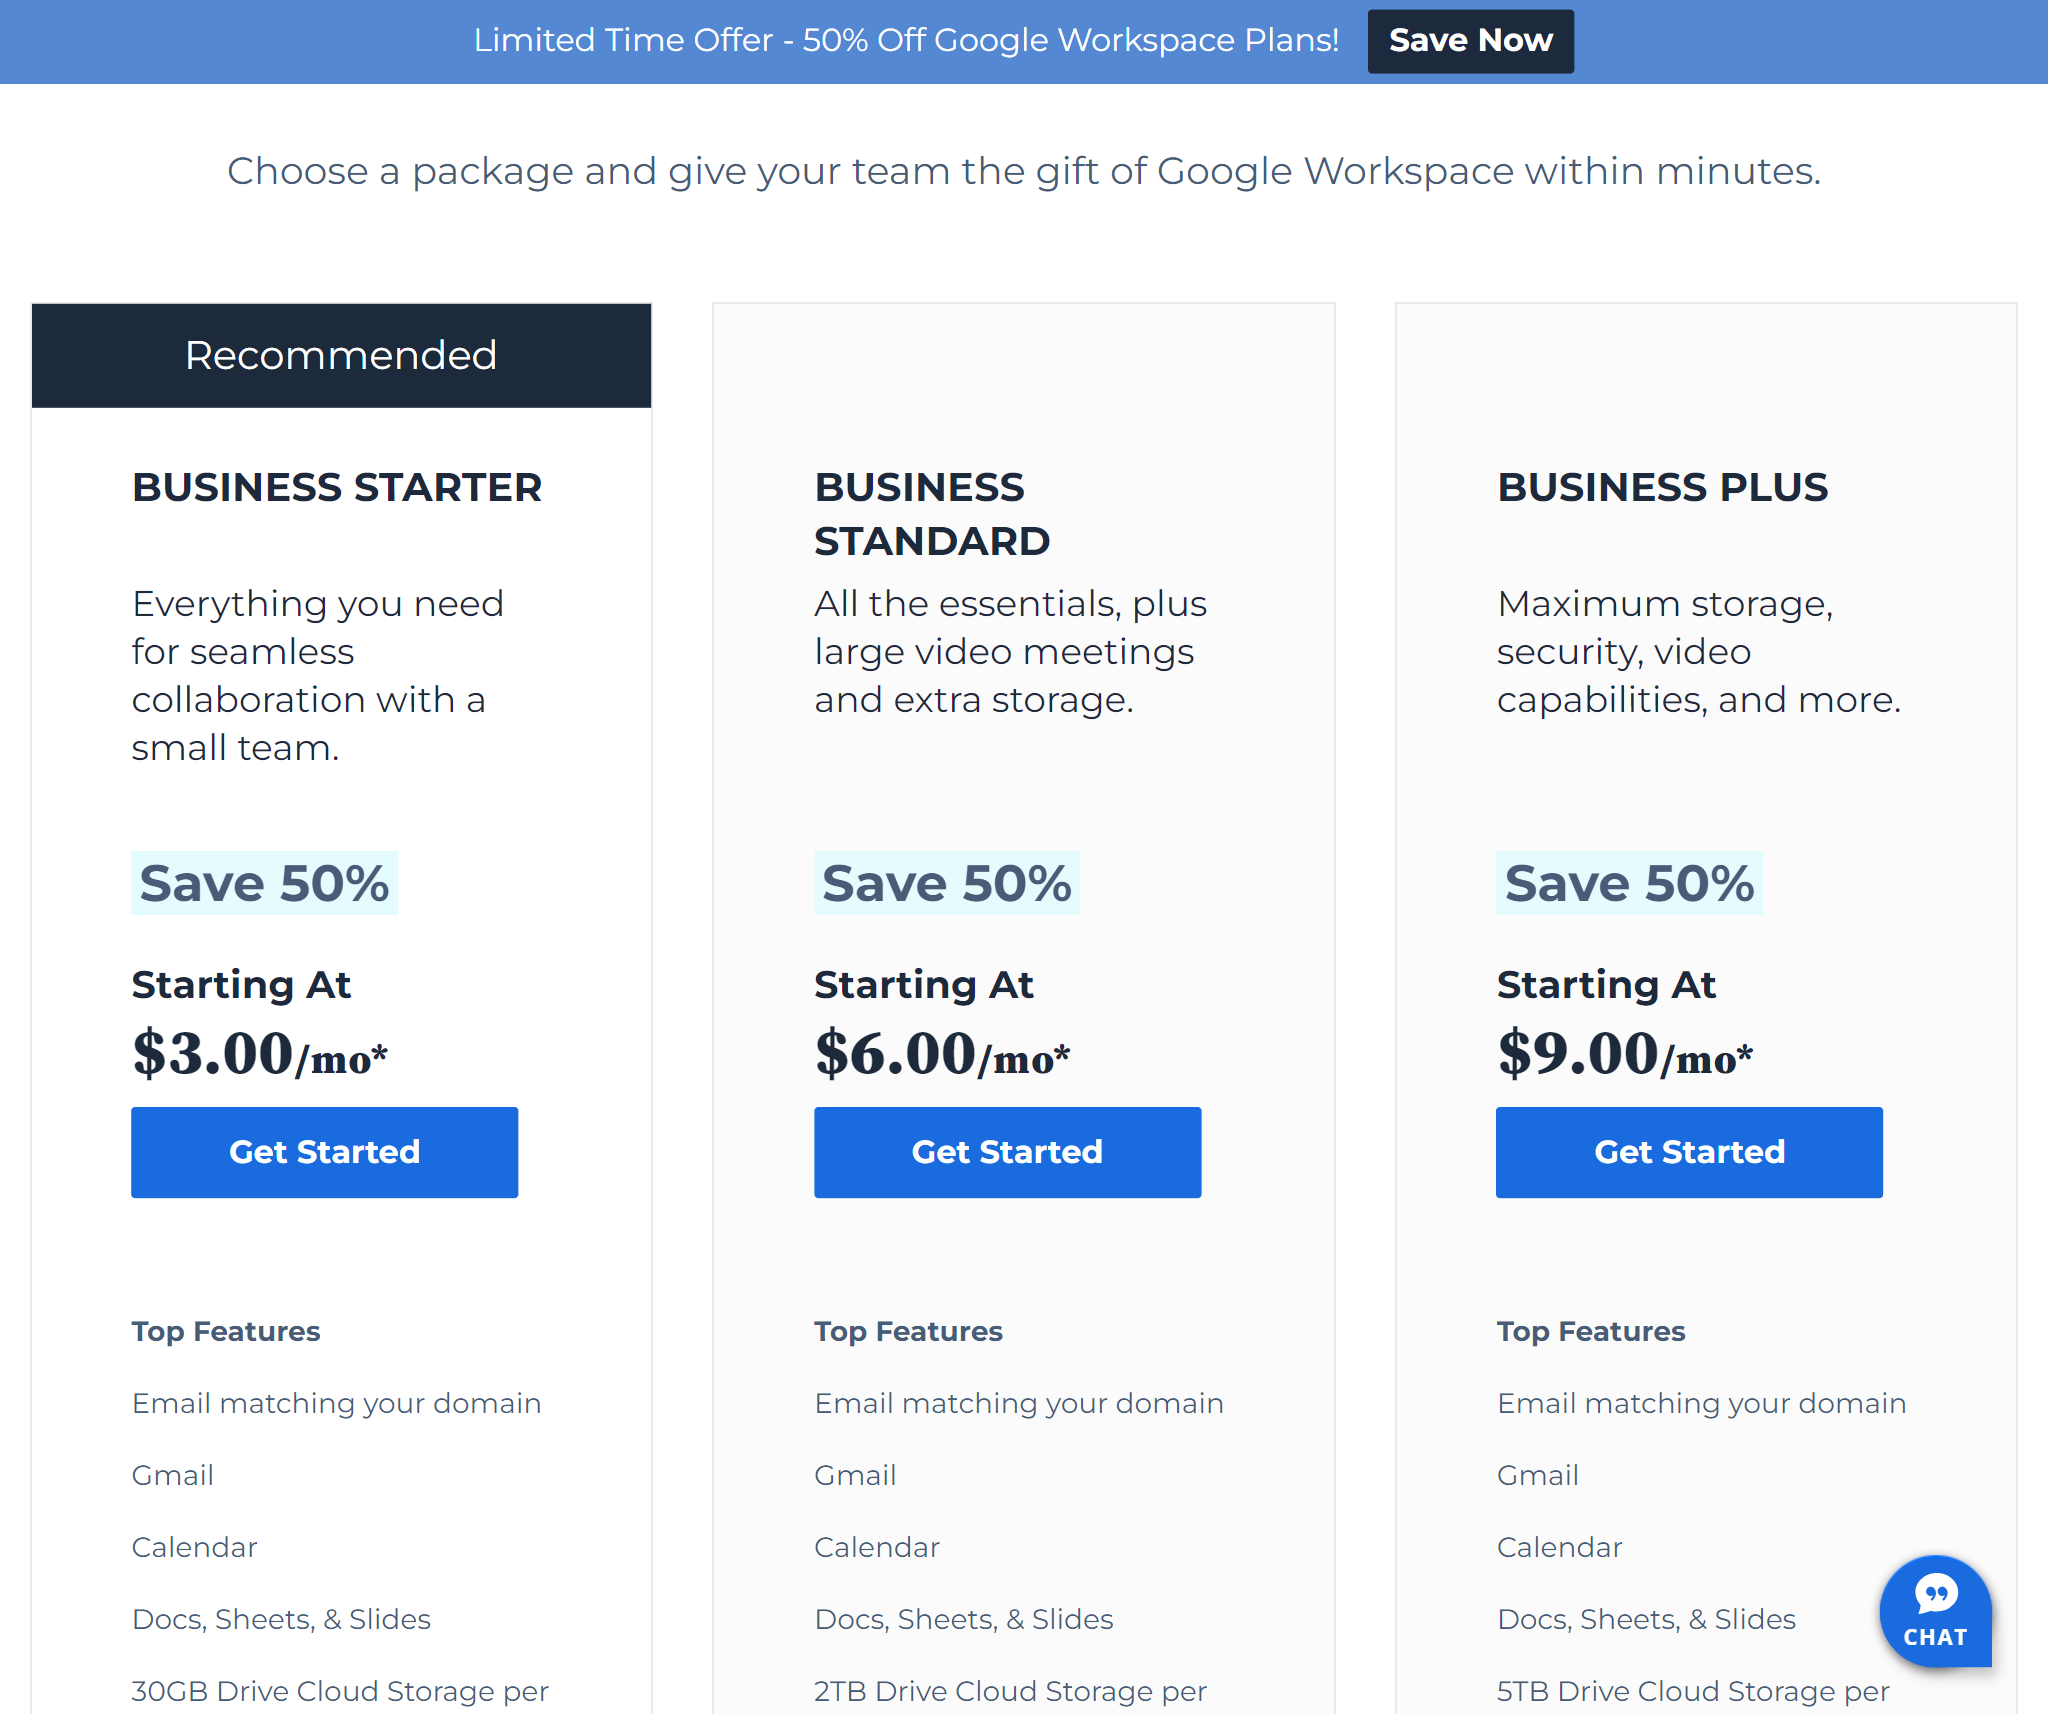 Limited Time Offer - 50% Off Google Workspace Plans! Save Now
Choose a package and give your team the gift of Google Workspace within minutes.
Recommended
BUSINESS STARTER
Everything you need
for seamless
collaboration with a
small team.
Save 50%
Starting At
$3.00/mo*
Get Started
Top Features
Email matching your domain
Gmail
Calendar
Docs, Sheets, & Slides
30GB Drive Cloud Storage per
BUSINESS
STANDARD
All the essentials, plus
large video meetings
and extra storage.
Save 50%
Starting At
$6.00/mo*
Get Started
Top Features
Email matching your domain
Gmail
Calendar
Docs, Sheets, & Slides
2TB Drive Cloud Storage per
BUSINESS PLUS
Maximum storage,
security, video
capabilities, and more.
Save 50%
Starting At
$9.00/mo*
Get Started
Top Features
Email matching your domain
Gmail
Calendar
Docs, Sheets, & Slides
5TB Drive Cloud Storage per
CHAT